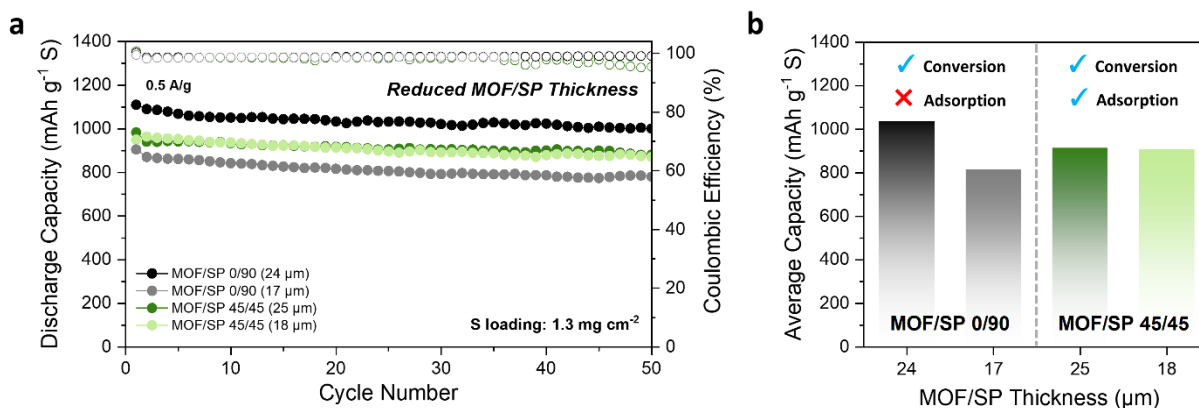 a
1400
1200
1000
800
600
400
200
0
Discharge Capacity (mAh g⁻¹ S)
0.5 A/g
Reduced MOF/SP Thickness
MOF/SP 0/90 (24 µm)
MOF/SP 0/90 (17 µm)
MOF/SP 45/45 (25 µm)
MOF/SP 45/45 (18 µm)
S loading: 1.3 mg cm⁻²
0 10 20 30 40 50
Cycle Number
100
80
60
40
20
0
Coulombic Efficiency (%)
b
1400
1200
1000
800
600
400
200
0
Average Capacity (mAh g⁻¹ S)
✓ Conversion ✓ Conversion
✗ Adsorption ✓ Adsorption
MOF/SP 0/90 MOF/SP 45/45
24 17 25 18
MOF/SP Thickness (µm)